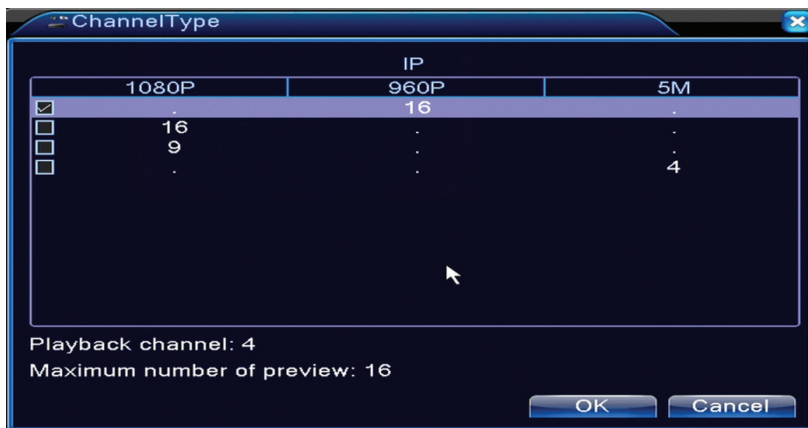 ChannelType
IP
1080P 960P 5M
. 16 .
16 . .
9 . .
. . 4
Playback channel: 4
Maximum number of preview: 16
OK Cancel